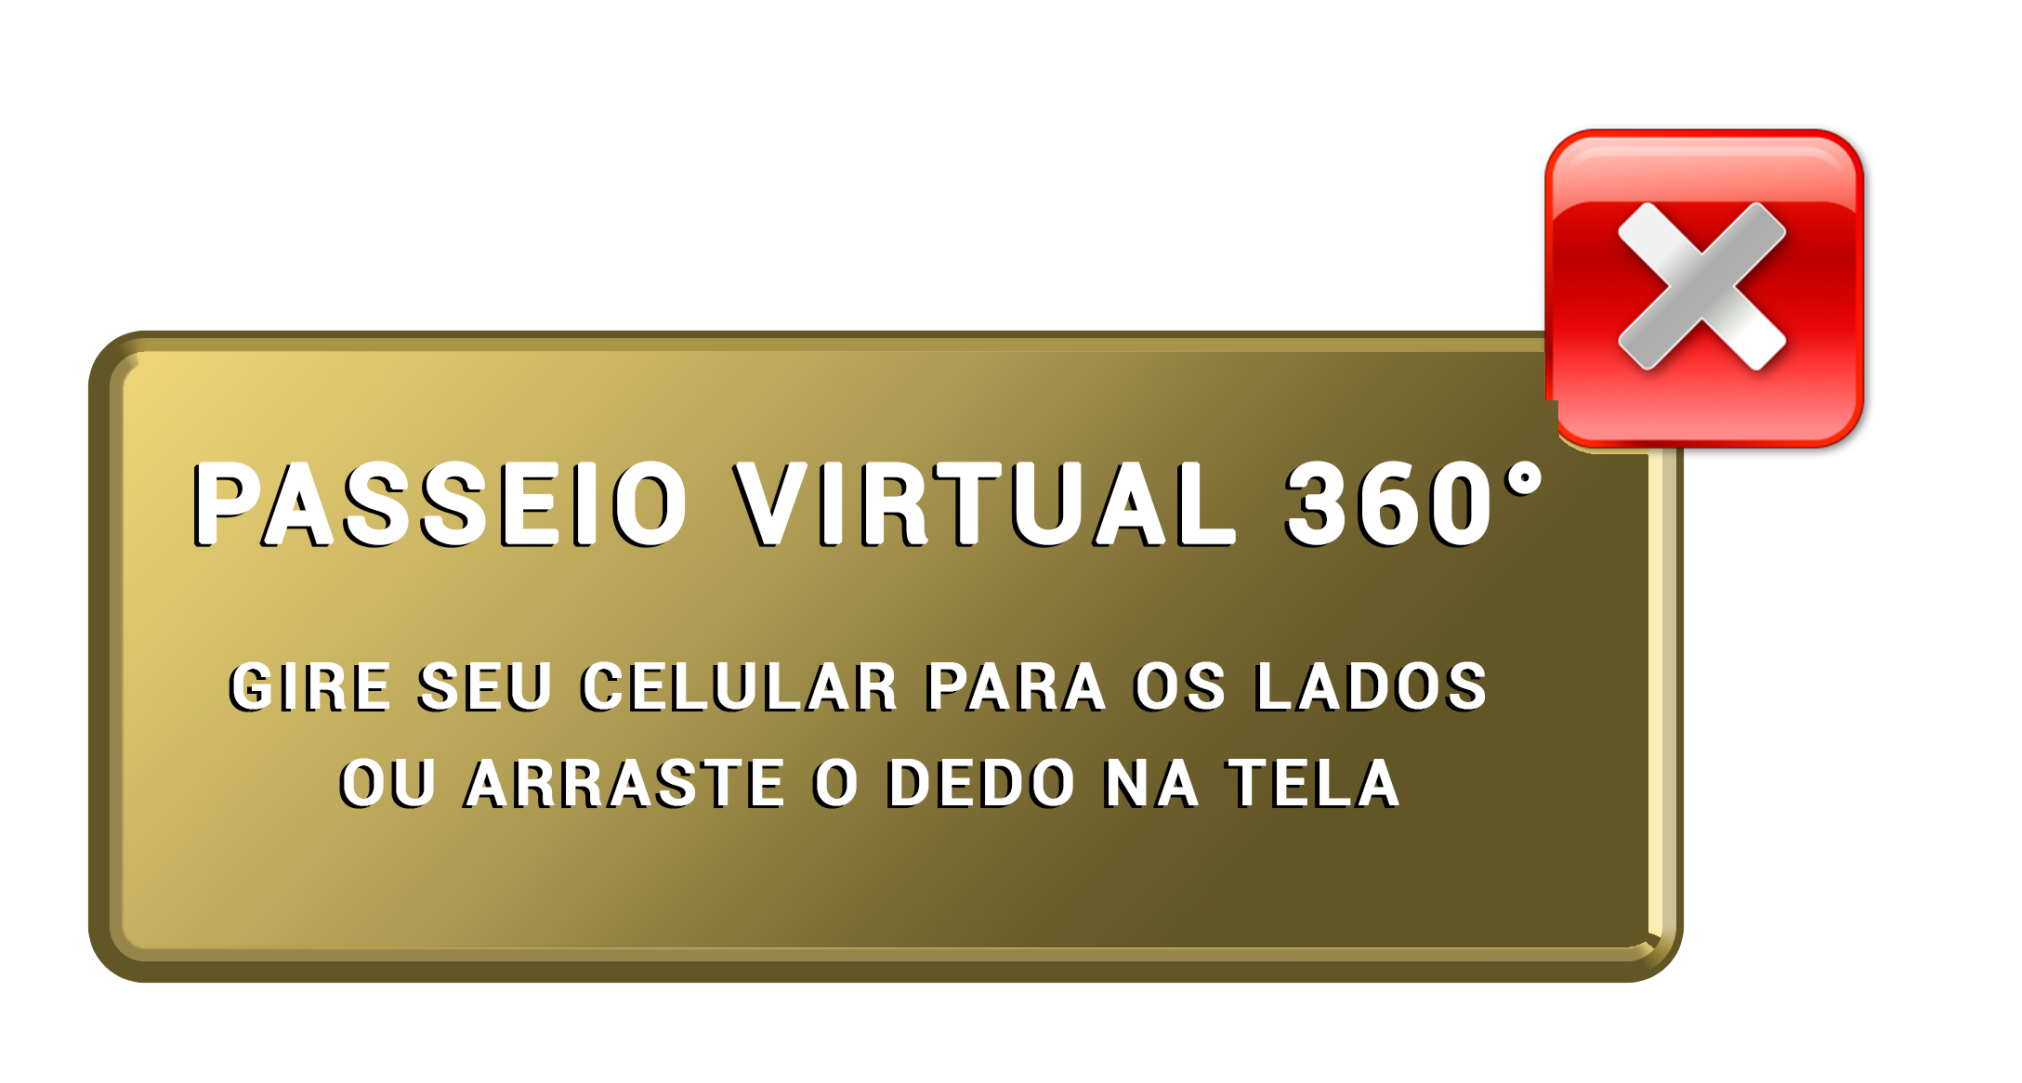 PASSEIO VIRTUAL 360°
GIRE SEU CELULAR PARA OS LADOS
OU ARRASTE O DEDO NA TELA